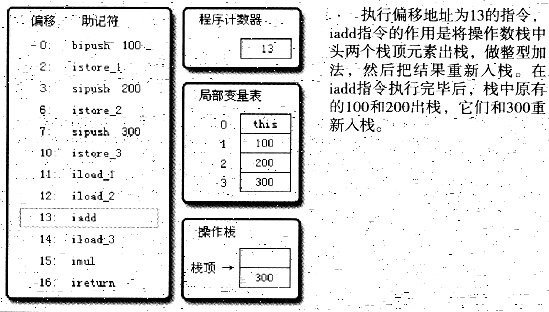 偏移 助记符
0: bipush 100
2: istore_1
3: sipush 200
6: istore_2
7: sipush 300
10: istore_3
11: iload_1
12: iload_2
13: iadd
14: iload_3
15: imul
16: ireturn
程序计数器
13
局部变量表
0 this
1 100
2 200
3 300
操作栈
栈顶 →
300
执行偏移地址为13的指令,
iadd指令的作用是将操作数栈中
头两个栈顶元素出栈，做整型加
法，然后把结果重新入栈。在
iadd指令执行完毕后，栈中原有
的100和200出栈，它们和300重
新入栈。